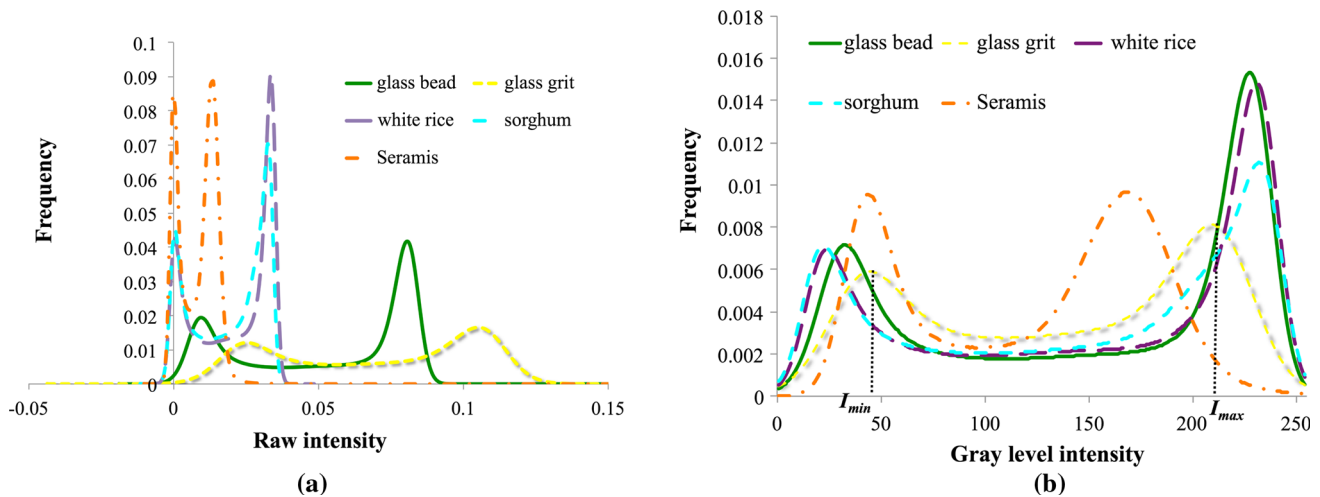 0.1
0.09
0.08
0.07
0.06
0.05
0.04
0.03
0.02
0.01
0
-0.05 0 0.05 0.1 0.15
Frequency
Raw intensity
glass bead glass grit
white rice sorghum
Seramis
(a)
0.018
0.016
0.014
0.012
0.01
0.008
0.006
0.004
0.002
0
0 50 100 150 200 250
Frequency
Gray level intensity
glass bead glass grit white rice
sorghum Seramis
Imin
Imax
(b)